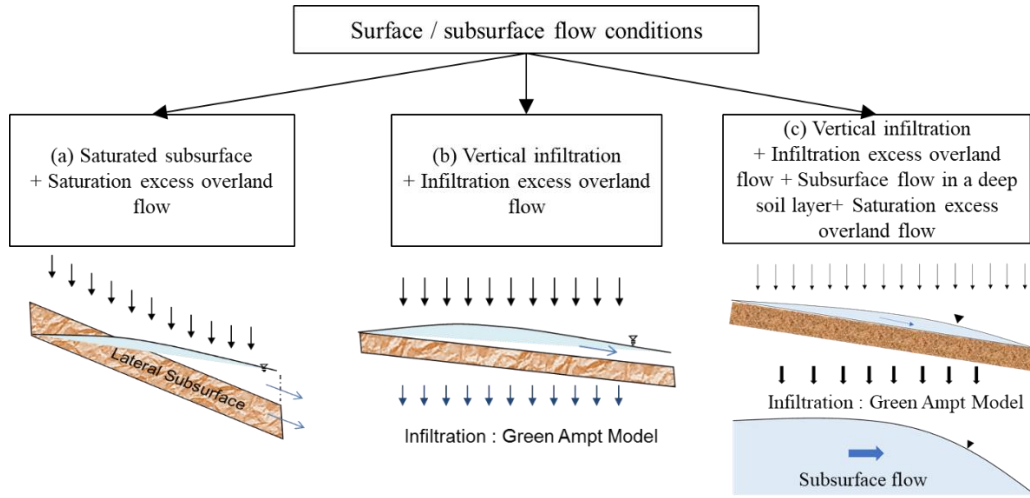 Surface / subsurface flow conditions
(a) Saturated subsurface
+ Saturation excess overland
flow
(b) Vertical infiltration
+ Infiltration excess overland
flow
(c) Vertical infiltration
+ Infiltration excess overland
flow + Subsurface flow in a deep
soil layer+ Saturation excess
overland flow
Lateral Subsurface
Infiltration : Green Ampt Model
Infiltration : Green Ampt Model
Subsurface flow